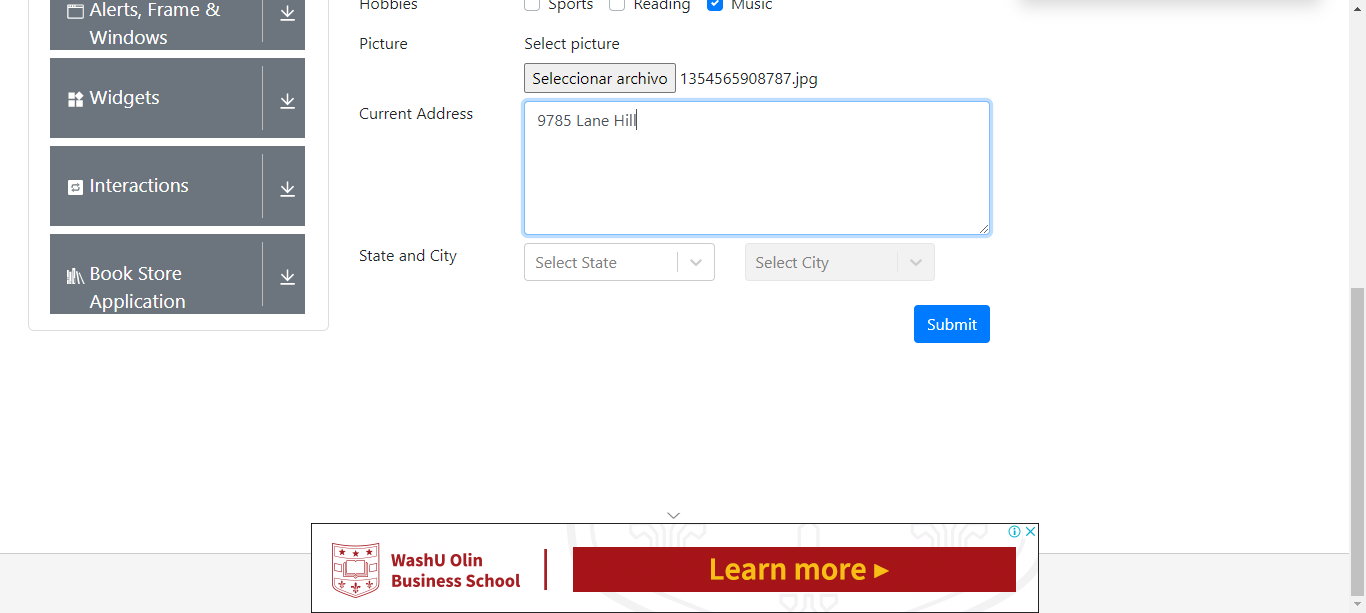 Alerts, Frame &
Windows
Widgets
Interactions
Book Store
Application
Hobbies
Sports
Reading
Music
Picture
Select picture
Seleccionar archivo 1354565908787.jpg
Current Address
9785 Lane Hill
State and City
Select State
Select City
Submit
WashU Olin
Business School
Learn more ►